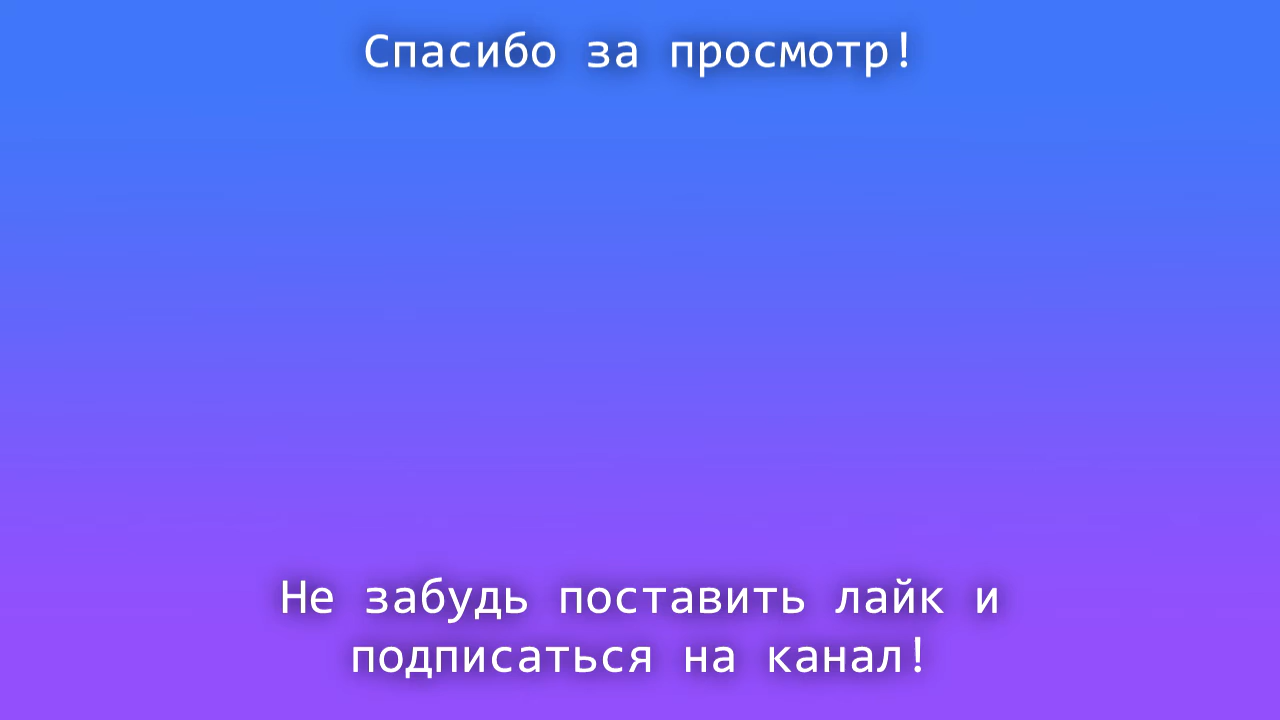 Спасибо за просмотр!
Не забудь поставить лайк и
подписаться на канал!